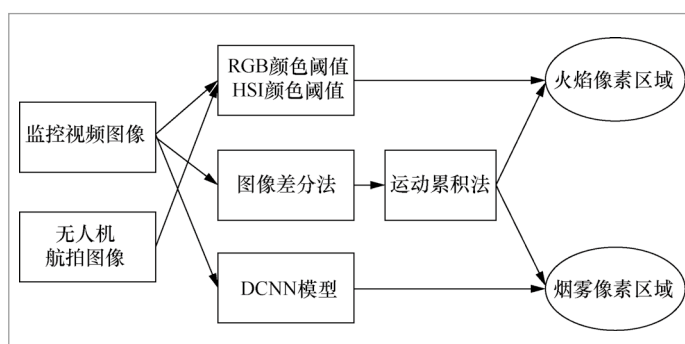 监控视频图像
无人机
航拍图像
RGB颜色阈值
HSI颜色阈值
图像差分法
DCNN模型
运动累积法
火焰像素区域
烟雾像素区域